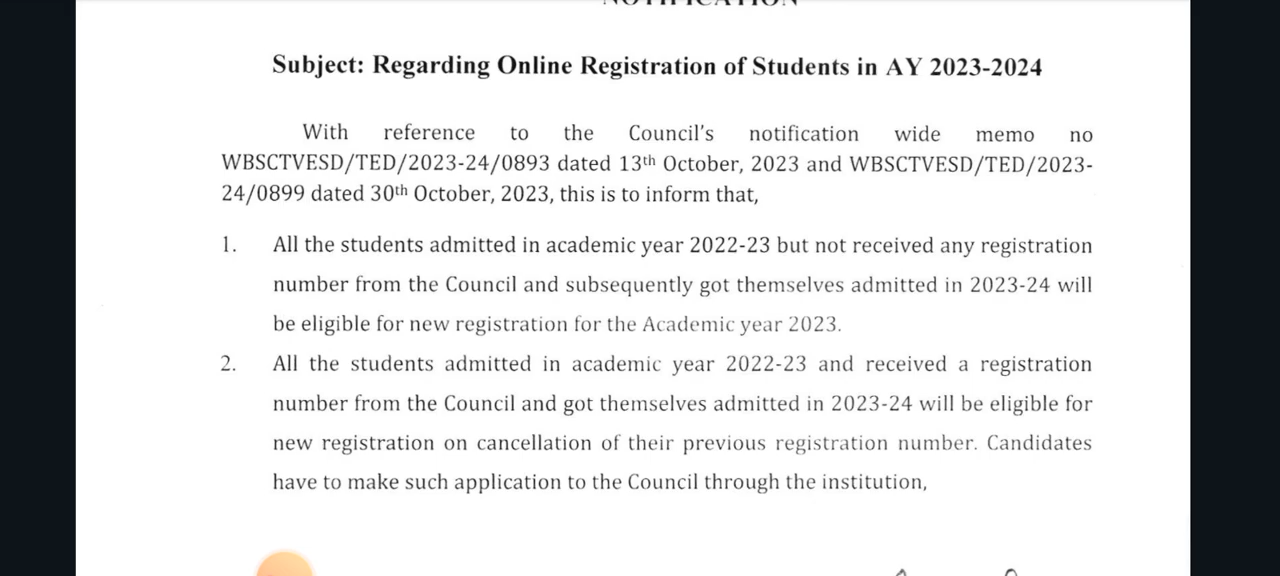 NOTIFICATION
Subject: Regarding Online Registration of Students in AY 2023-2024
With reference to the Council's notification wide memo no
WBSCTVESD/TED/2023-24/0893 dated 13th October, 2023 and WBSCTVESD/TED/2023-
24/0899 dated 30th October, 2023, this is to inform that,
1. All the students admitted in academic year 2022-23 but not received any registration
number from the Council and subsequently got themselves admitted in 2023-24 will
be eligible for new registration for the Academic year 2023.
2. All the students admitted in academic year 2022-23 and received a registration
number from the Council and got themselves admitted in 2023-24 will be eligible for
new registration on cancellation of their previous registration number. Candidates
have to make such application to the Council through the institution,